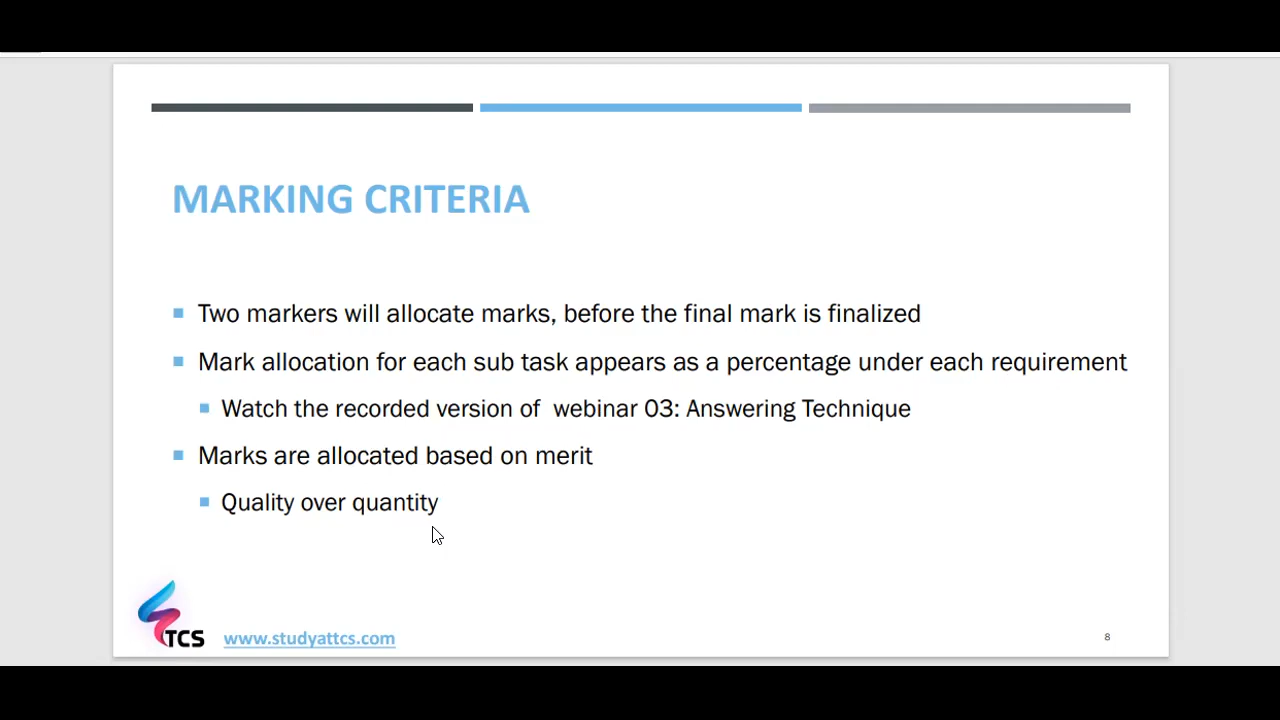 MARKING CRITERIA
Two markers will allocate marks, before the final mark is finalized
Mark allocation for each sub task appears as a percentage under each requirement
Watch the recorded version of webinar 03: Answering Technique
Marks are allocated based on merit
Quality over quantity
TCS
www.studyattcs.com
8